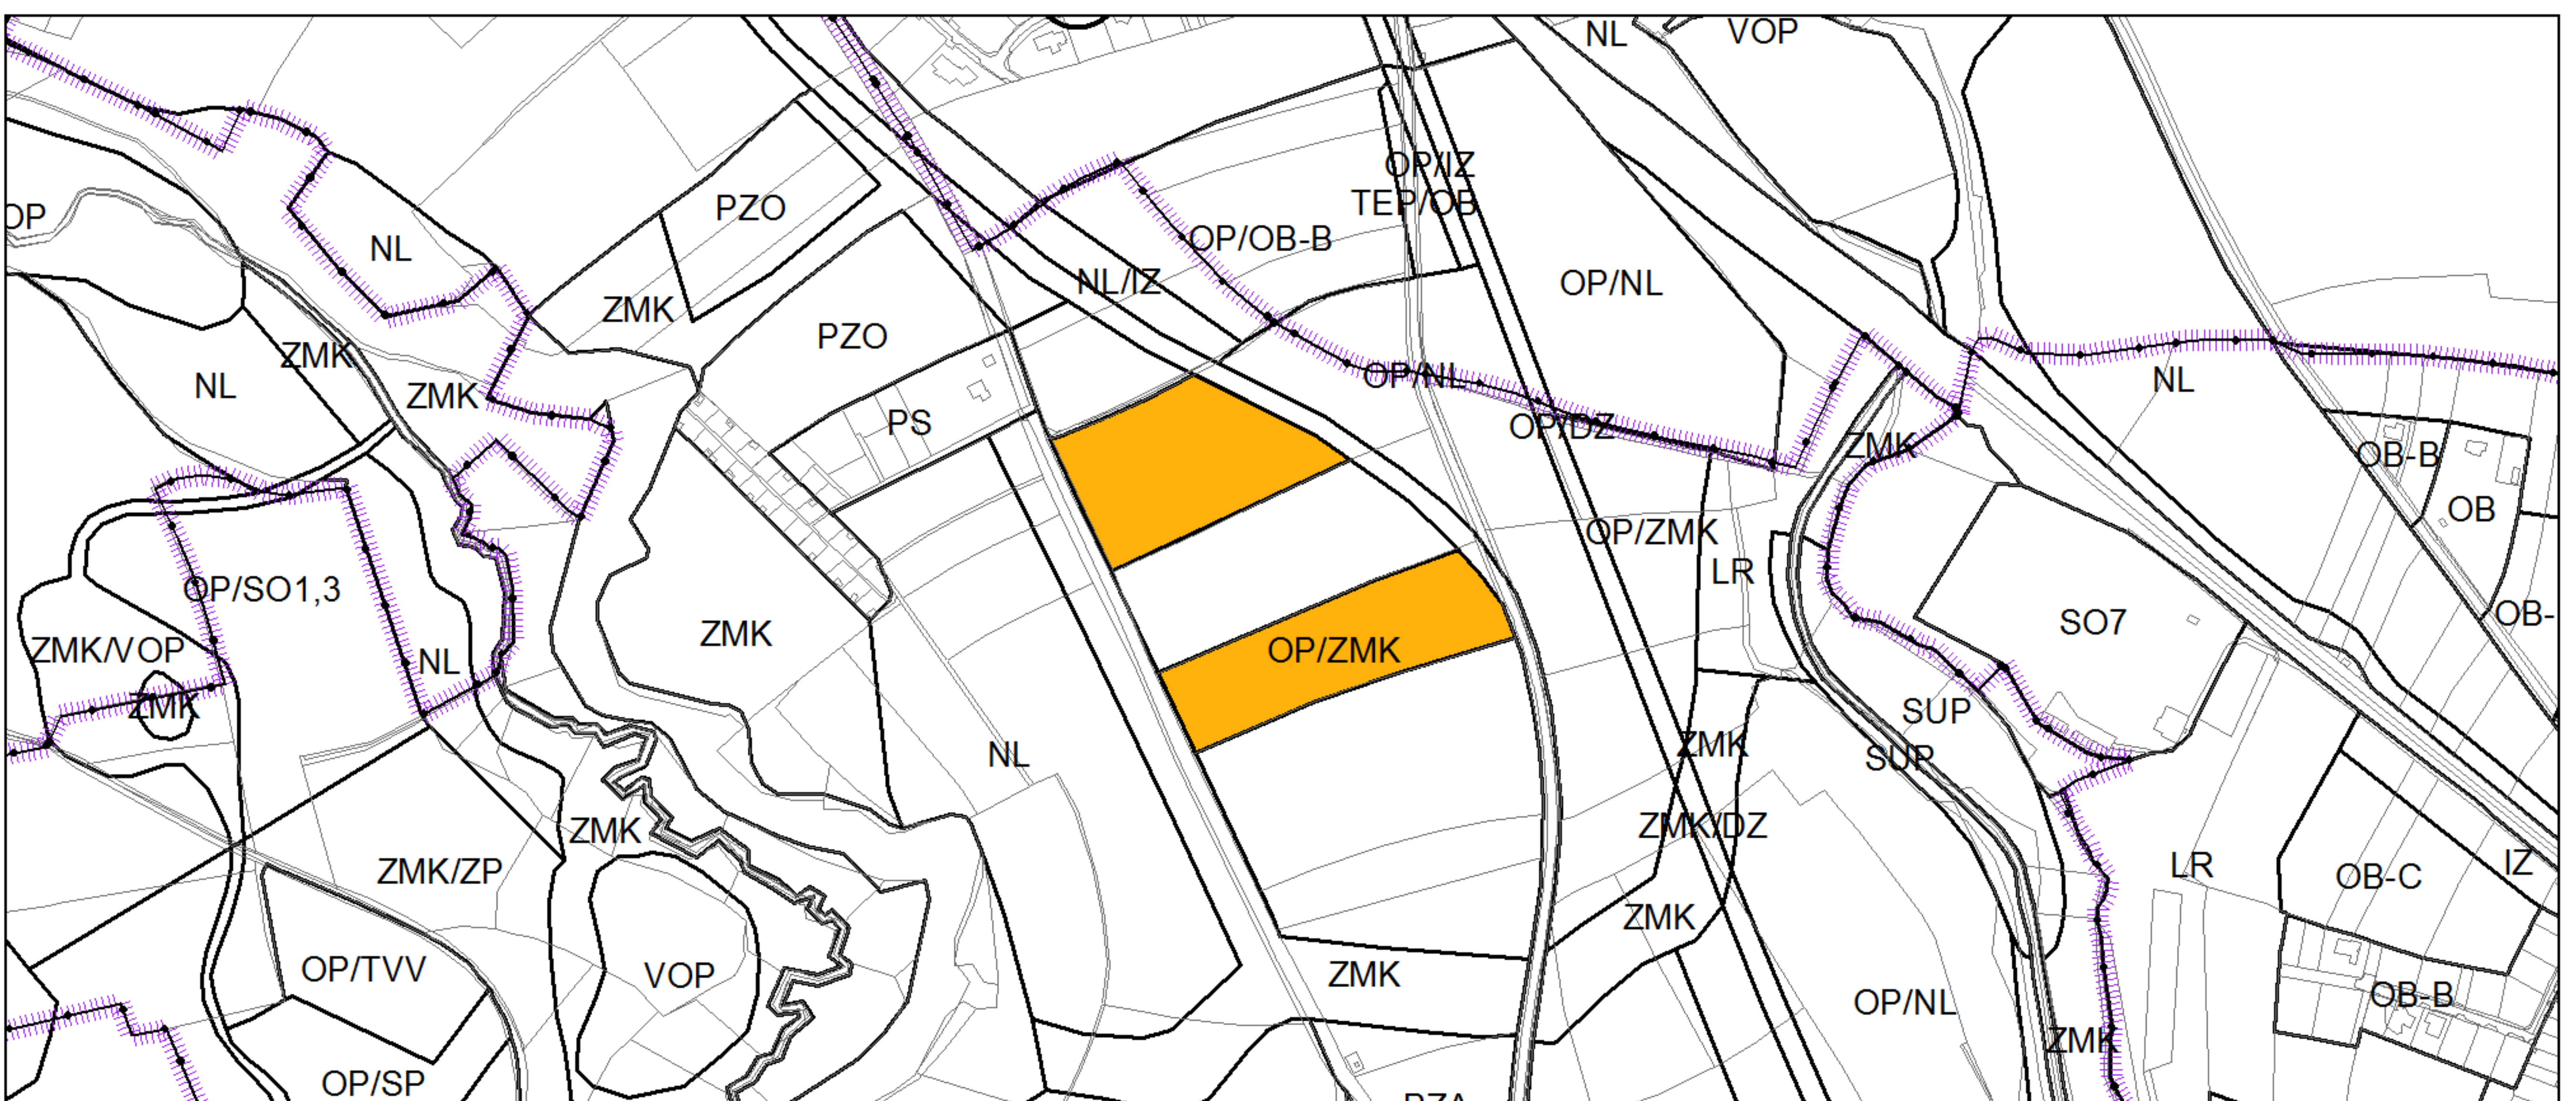 NL
VOP
OP/IZ
PZO
TEP/OB
OP
OP/OB-B
NL
NL/IZ
OP/NL
ZMK
PZO
ZMK
NL
OP/NL
NL
ZMK
PS
OP/DZ
ZMK
OB-B
OB
OP/ZMK
LR
OP/SO1,3
OB-
SO7
ZMK
ZMK/VOP
OP/ZMK
NL
ZMK
SUP
ZMK
NL
SUP
ZMK
ZMK/DZ
LR
IZ
ZMK/ZP
OB-C
ZMK
OP/TVV
VOP
ZMK
OB-B
OP/NL
ZMK
OP/SP